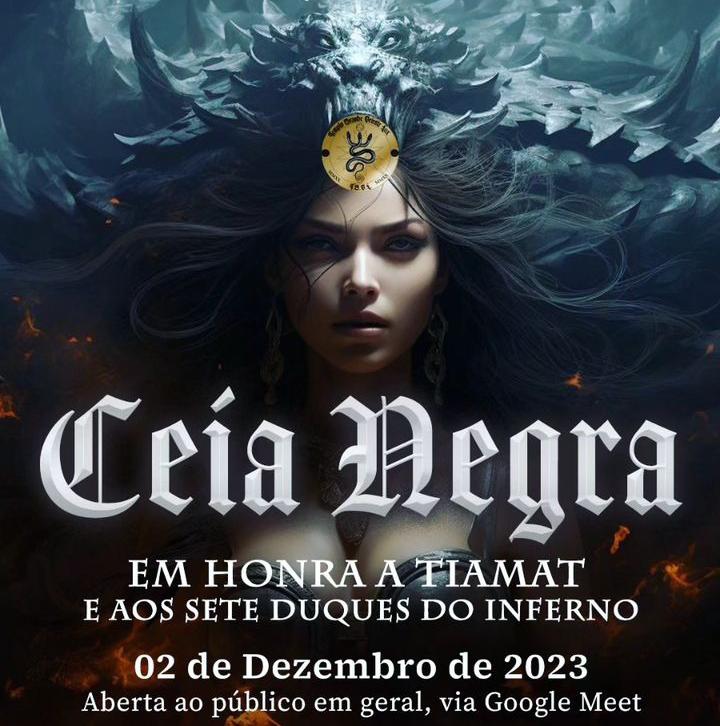 Ceia Negra
EM HONRA A TIAMAT
E AOS SETE DUQUES DO INFERNO
02 de Dezembro de 2023
Aberta ao público em geral, via Google Meet